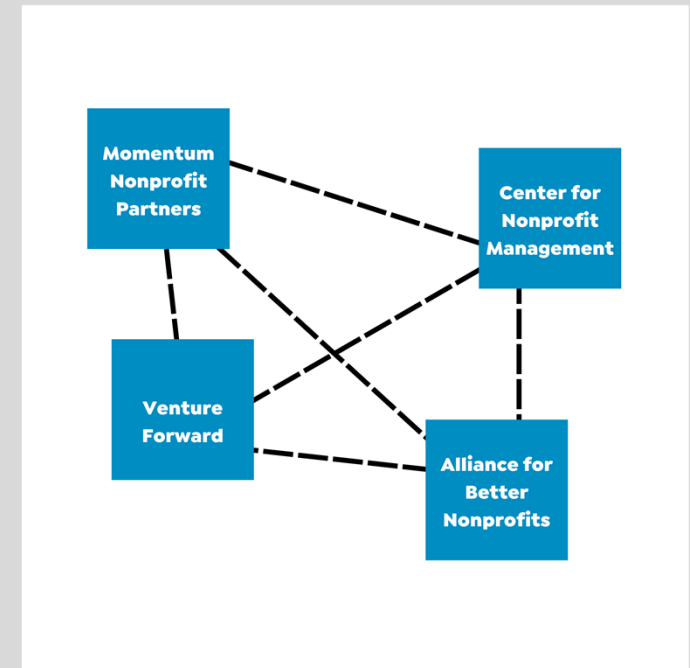 Momentum
Nonprofit
Partners
Center for
Nonprofit
Management
Venture
Forward
Alliance for
Better
Nonprofits